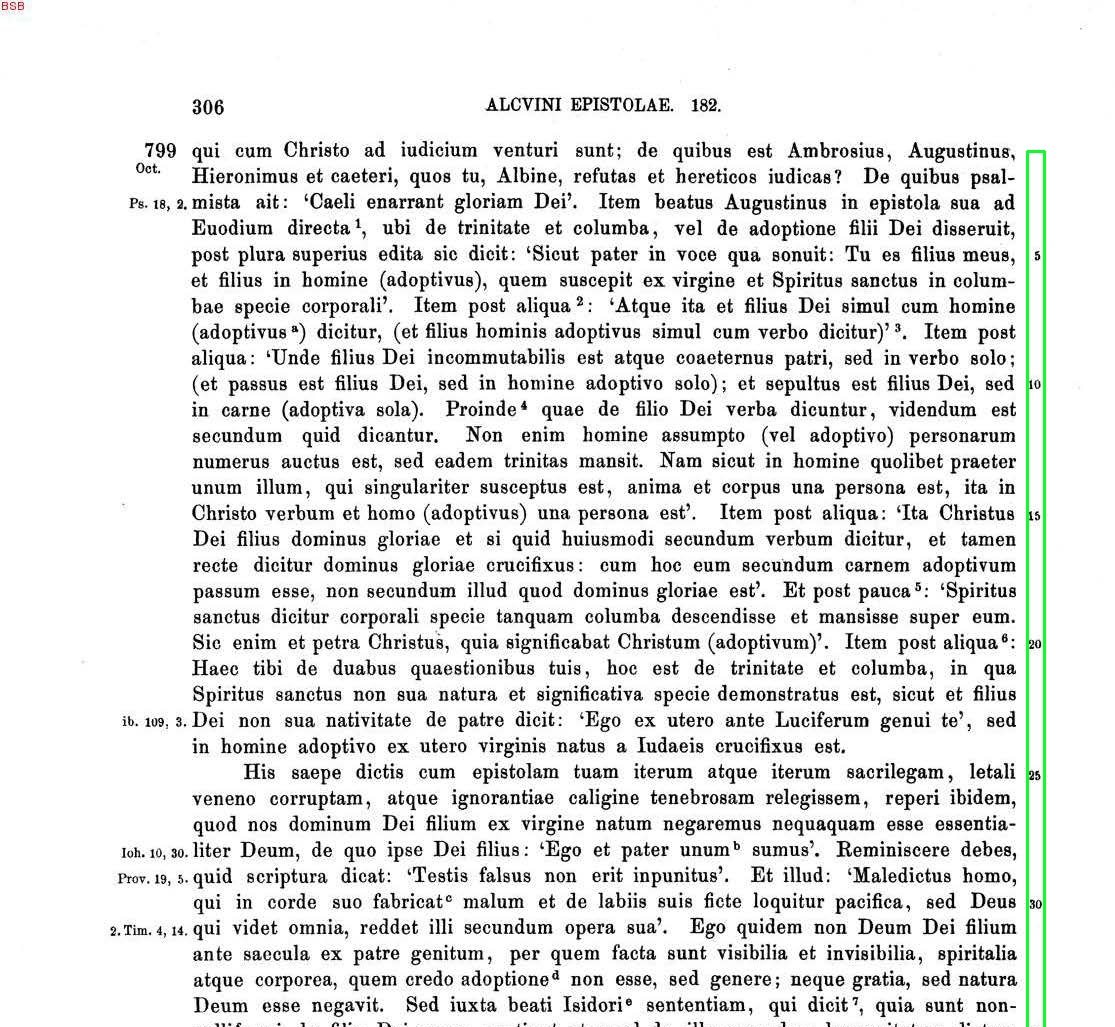 BSB
306 ALCVINI EPISTOLAE. 182.
799 qui cum Christo ad iudicium venturi sunt; de quibus est Ambrosius, Augustinus,
Oct. Hieronimus et caeteri, quos tu, Albine, refutas et hereticos iudicas? De quibus psal-
Ps. 18, 2. mista ait: ‘Caeli enarrant gloriam Dei’. Item beatus Augustinus in epistola sua ad
Euodium directa¹, ubi de trinitate et columba, vel de adoptione filii Dei disseruit,
post plura superius edita sic dicit: ‘Sicut pater in voce qua sonuit: Tu es filius meus, 5
et filius in homine (adoptivus), quem suscepit ex virgine et Spiritus sanctus in colum-
bae specie corporali’. Item post aliqua²: ‘Atque ita et filius Dei simul cum homine
(adoptivusᵃ) dicitur, (et filius hominis adoptivus simul cum verbo dicitur)’³. Item post
aliqua: ‘Unde filius Dei incommutabilis est atque coaeternus patri, sed in verbo solo;
(et passus est filius Dei, sed in homine adoptivo solo); et sepultus est filius Dei, sed 10
in carne (adoptiva sola). Proinde⁴ quae de filio Dei verba dicuntur, videndum est
secundum quid dicantur. Non enim homine assumpto (vel adoptivo) personarum
numerus auctus est, sed eadem trinitas mansit. Nam sicut in homine quolibet praeter
unum illum, qui singulariter susceptus est, anima et corpus una persona est, ita in
Christo verbum et homo (adoptivus) una persona est’. Item post aliqua: ‘Ita Christus 15
Dei filius dominus gloriae et si quid huiusmodi secundum verbum dicitur, et tamen
recte dicitur dominus gloriae crucifixus: cum hoc eum secundum carnem adoptivum
passum esse, non secundum illud quod dominus gloriae est’. Et post pauca⁵: ‘Spiritus
sanctus dicitur corporali specie tanquam columba descendisse et mansisse super eum.
Sic enim et petra Christus, quia significabat Christum (adoptivum)’. Item post aliqua⁶: 20
Haec tibi de duabus quaestionibus tuis, hoc est de trinitate et columba, in qua
Spiritus sanctus non sua natura et significativa specie demonstratus est, sicut et filius
ib. 109, 3. Dei non sua nativitate de patre dicit: ‘Ego ex utero ante Luciferum genui te’, sed
in homine adoptivo ex utero virginis natus a Iudaeis crucifixus est.
His saepe dictis cum epistolam tuam iterum atque iterum sacrilegam, letali 25
veneno corruptam, atque ignorantiae caligine tenebrosam relegissem, reperi ibidem,
quod nos dominum Dei filium ex virgine natum negaremus nequaquam esse essentia-
Ioh. 10, 30. liter Deum, de quo ipse Dei filius: ‘Ego et pater unumᵇ sumus’. Reminiscere debes,
Prov. 19, 5. quid scriptura dicat: ‘Testis falsus non erit inpunitus’. Et illud: ‘Maledictus homo,
qui in corde suo fabricatᶜ malum et de labiis suis ficte loquitur pacifica, sed Deus 30
2. Tim. 4, 14. qui videt omnia, reddet illi secundum opera sua’. Ego quidem non Deum Dei filium
ante saecula ex patre genitum, per quem facta sunt visibilia et invisibilia, spiritalia
atque corporea, quem credo adoptioneᵈ non esse, sed genere; neque gratia, sed natura
Deum esse negavit. Sed iuxta beati Isidoriᵉ sententiam, qui dicit⁷, quia sunt non-